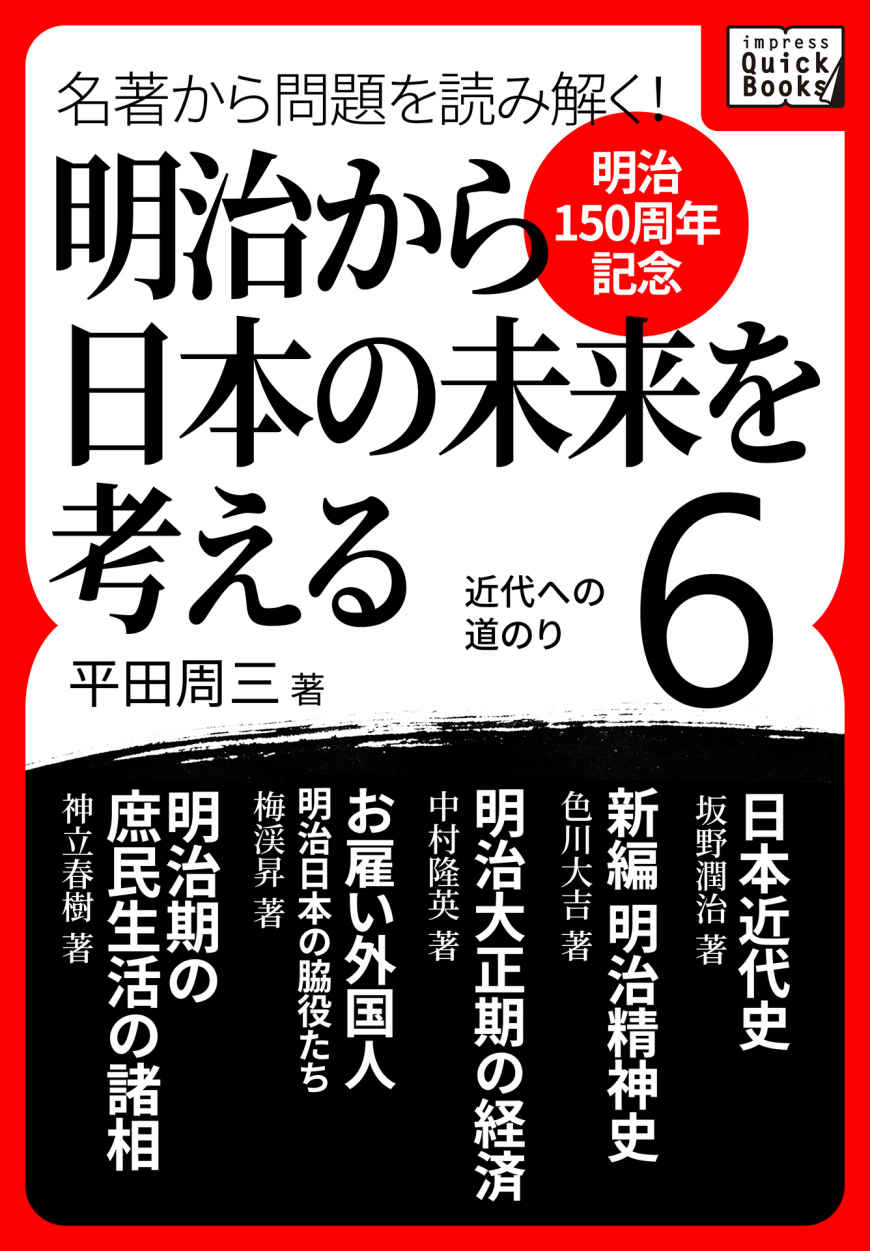 impress
Quick
Books
名著から問題を読み解く!
明治
150周年
記念
明治から
日本の未来を
考える
近代への
道のり
6
平田周三 著
日本近代史
坂野潤治 著
新編 明治精神史
色川大吉 著
明治大正期の経済
中村隆英 著
お雇い外国人
明治日本の脇役たち
梅渓昇 著
明治期の
庶民生活の諸相
神立春樹 著